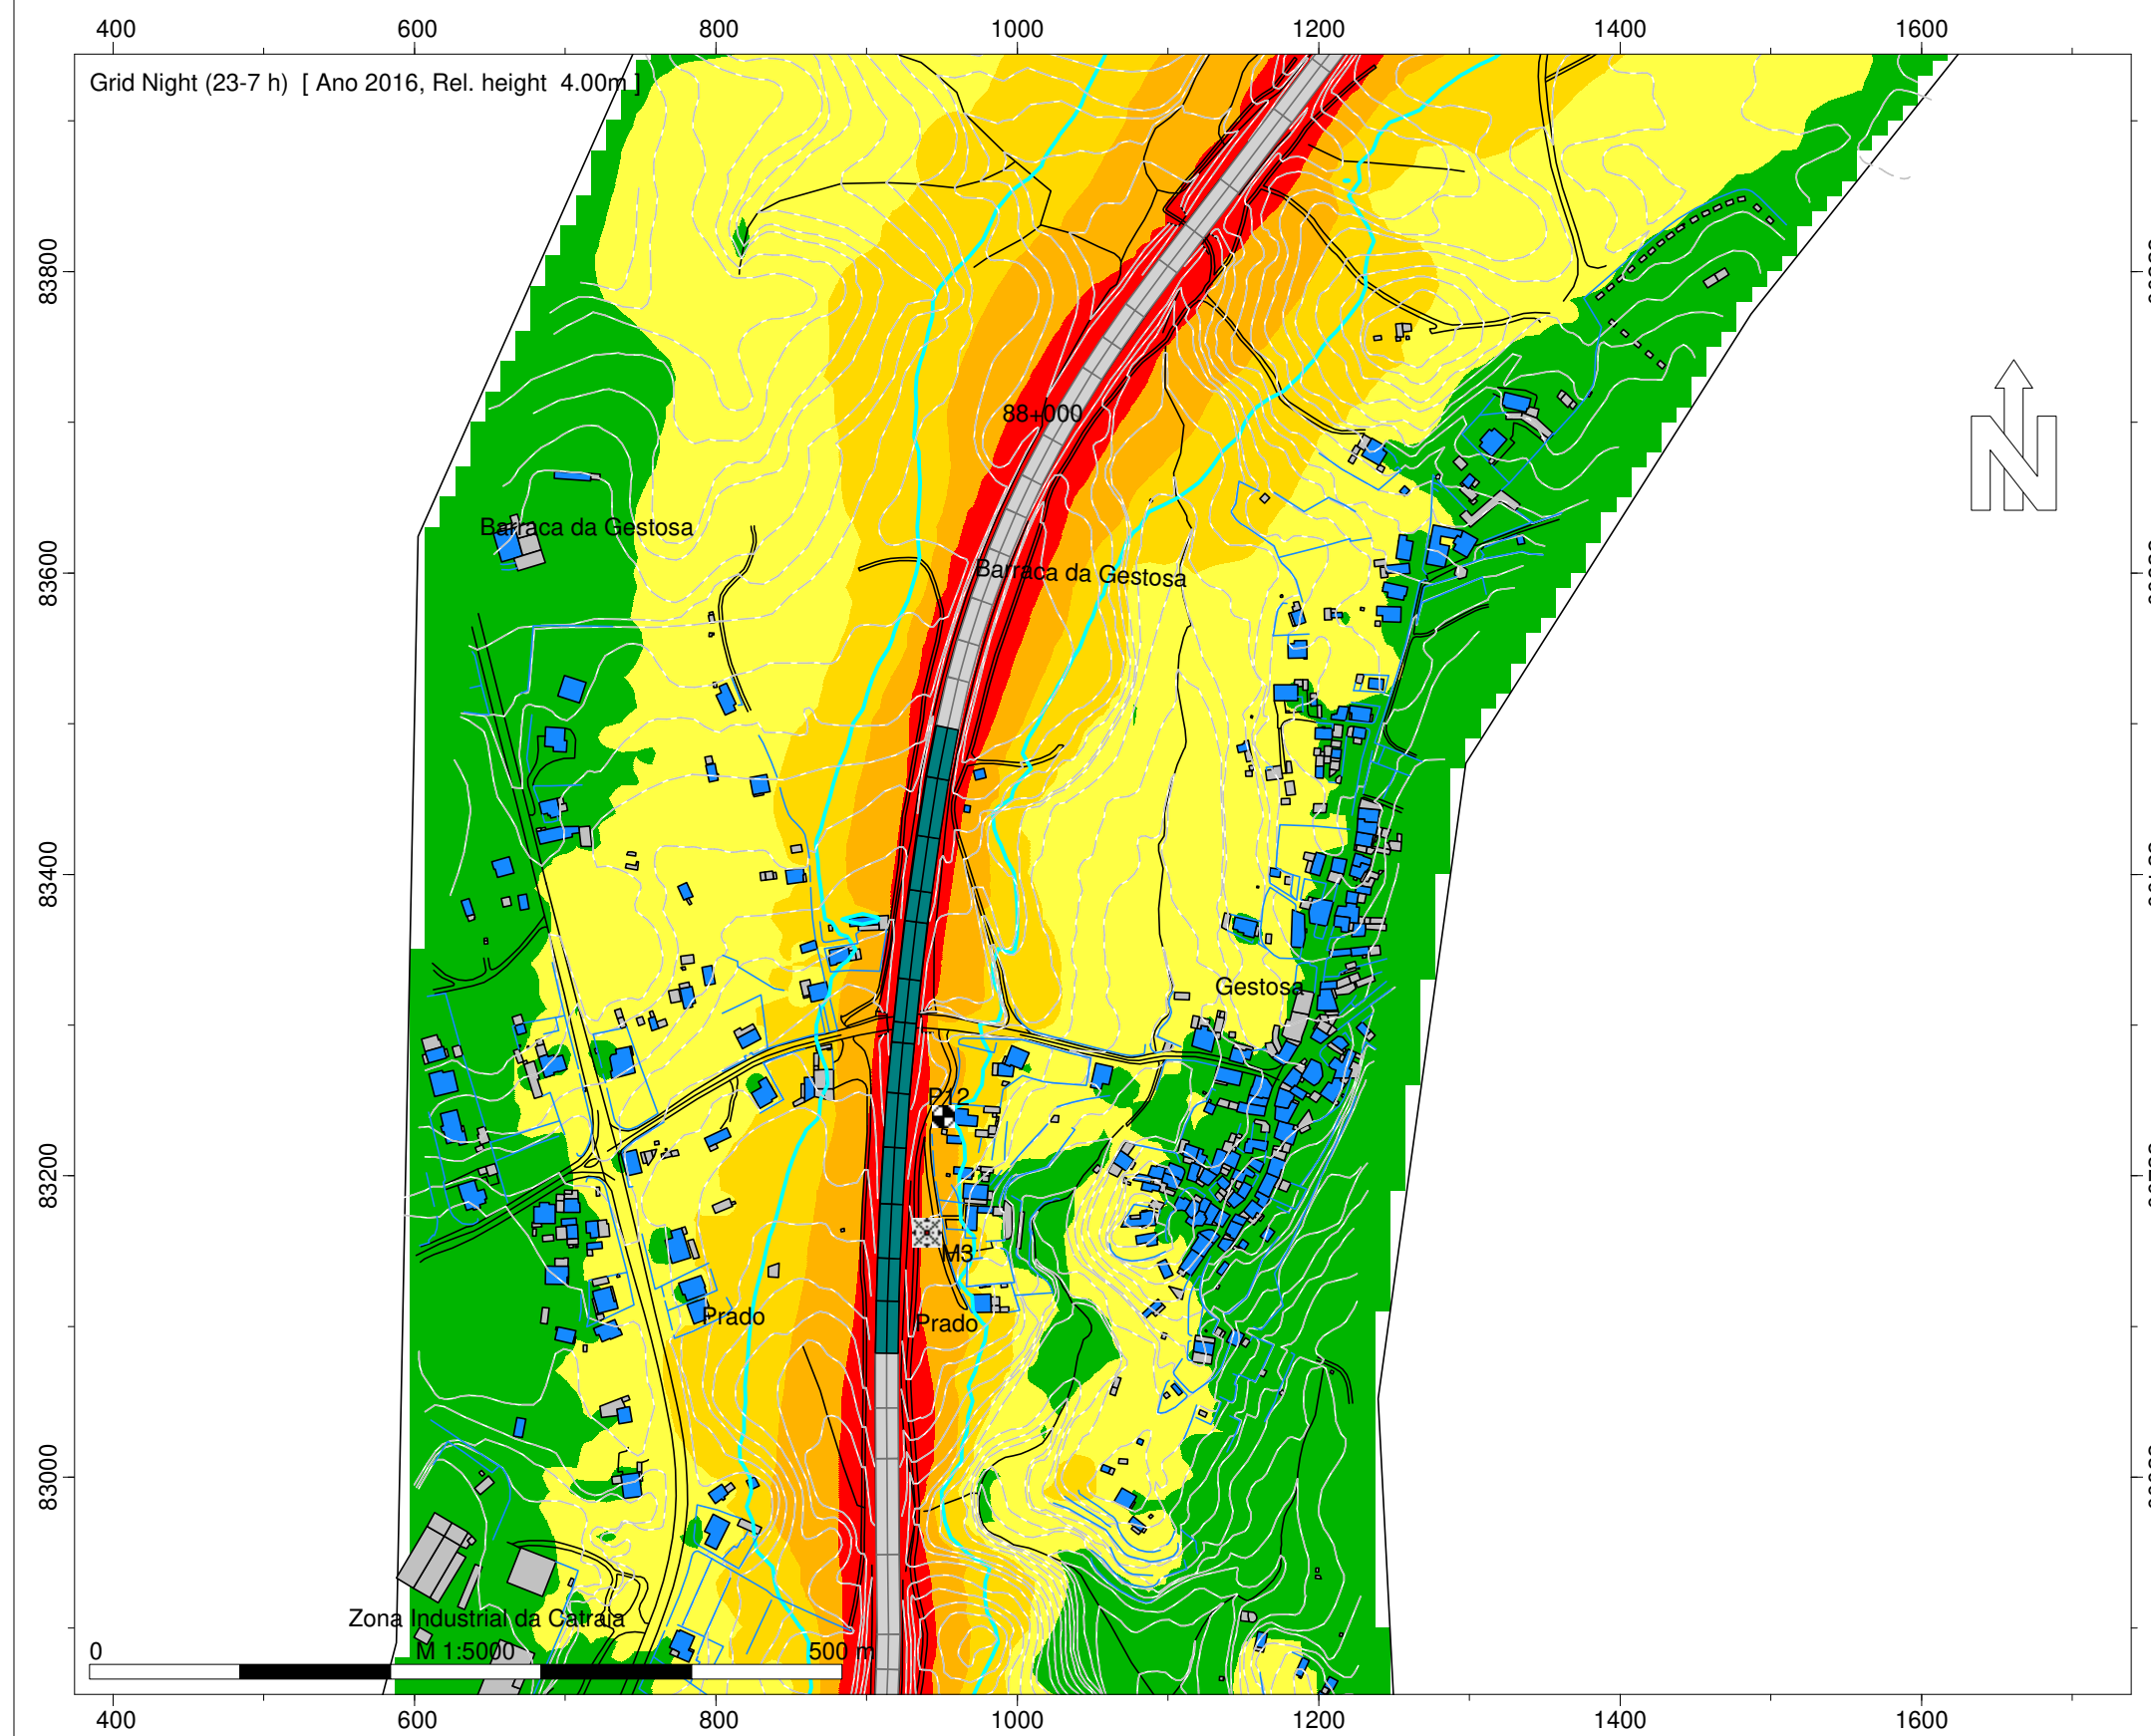 400 600 800 1000 1200 1400 1600
Grid Night (23-7 h) [ Ano 2016, Rel. height 4.00m ]
83800
N
88+000
Barraca da Gestosa
83600
Barraca da Gestosa
83400
Gestosa
P12
83200
M3
Prado
Prado
83000
Zona Industrial da Catraia
0 M 1:5000 500 m
400 600 800 1000 1200 1400 1600